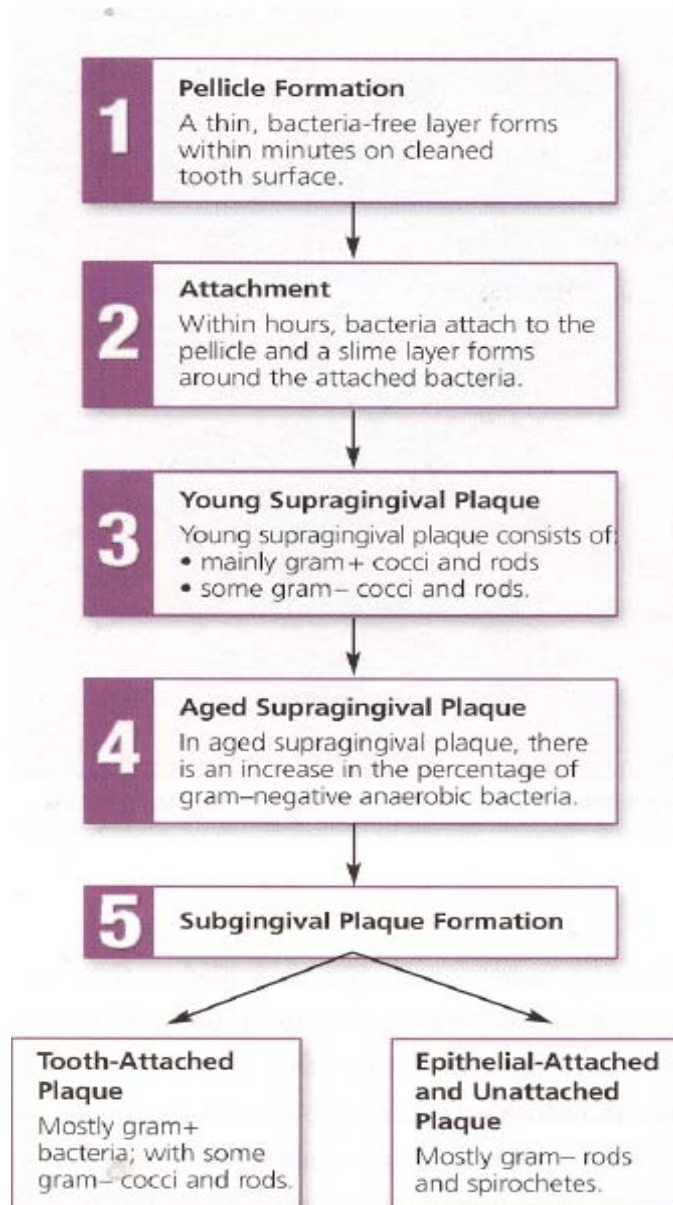 1
Pellicle Formation
A thin, bacteria-free layer forms
within minutes on cleaned
tooth surface.
2
Attachment
Within hours, bacteria attach to the
pellicle and a slime layer forms
around the attached bacteria.
3
Young Supragingival Plaque
Young supragingival plaque consists of:
• mainly gram+ cocci and rods
• some gram– cocci and rods.
4
Aged Supragingival Plaque
In aged supragingival plaque, there
is an increase in the percentage of
gram–negative anaerobic bacteria.
5
Subgingival Plaque Formation
Tooth-Attached
Plaque
Mostly gram+
bacteria; with some
gram– cocci and rods.
Epithelial-Attached
and Unattached
Plaque
Mostly gram– rods
and spirochetes.